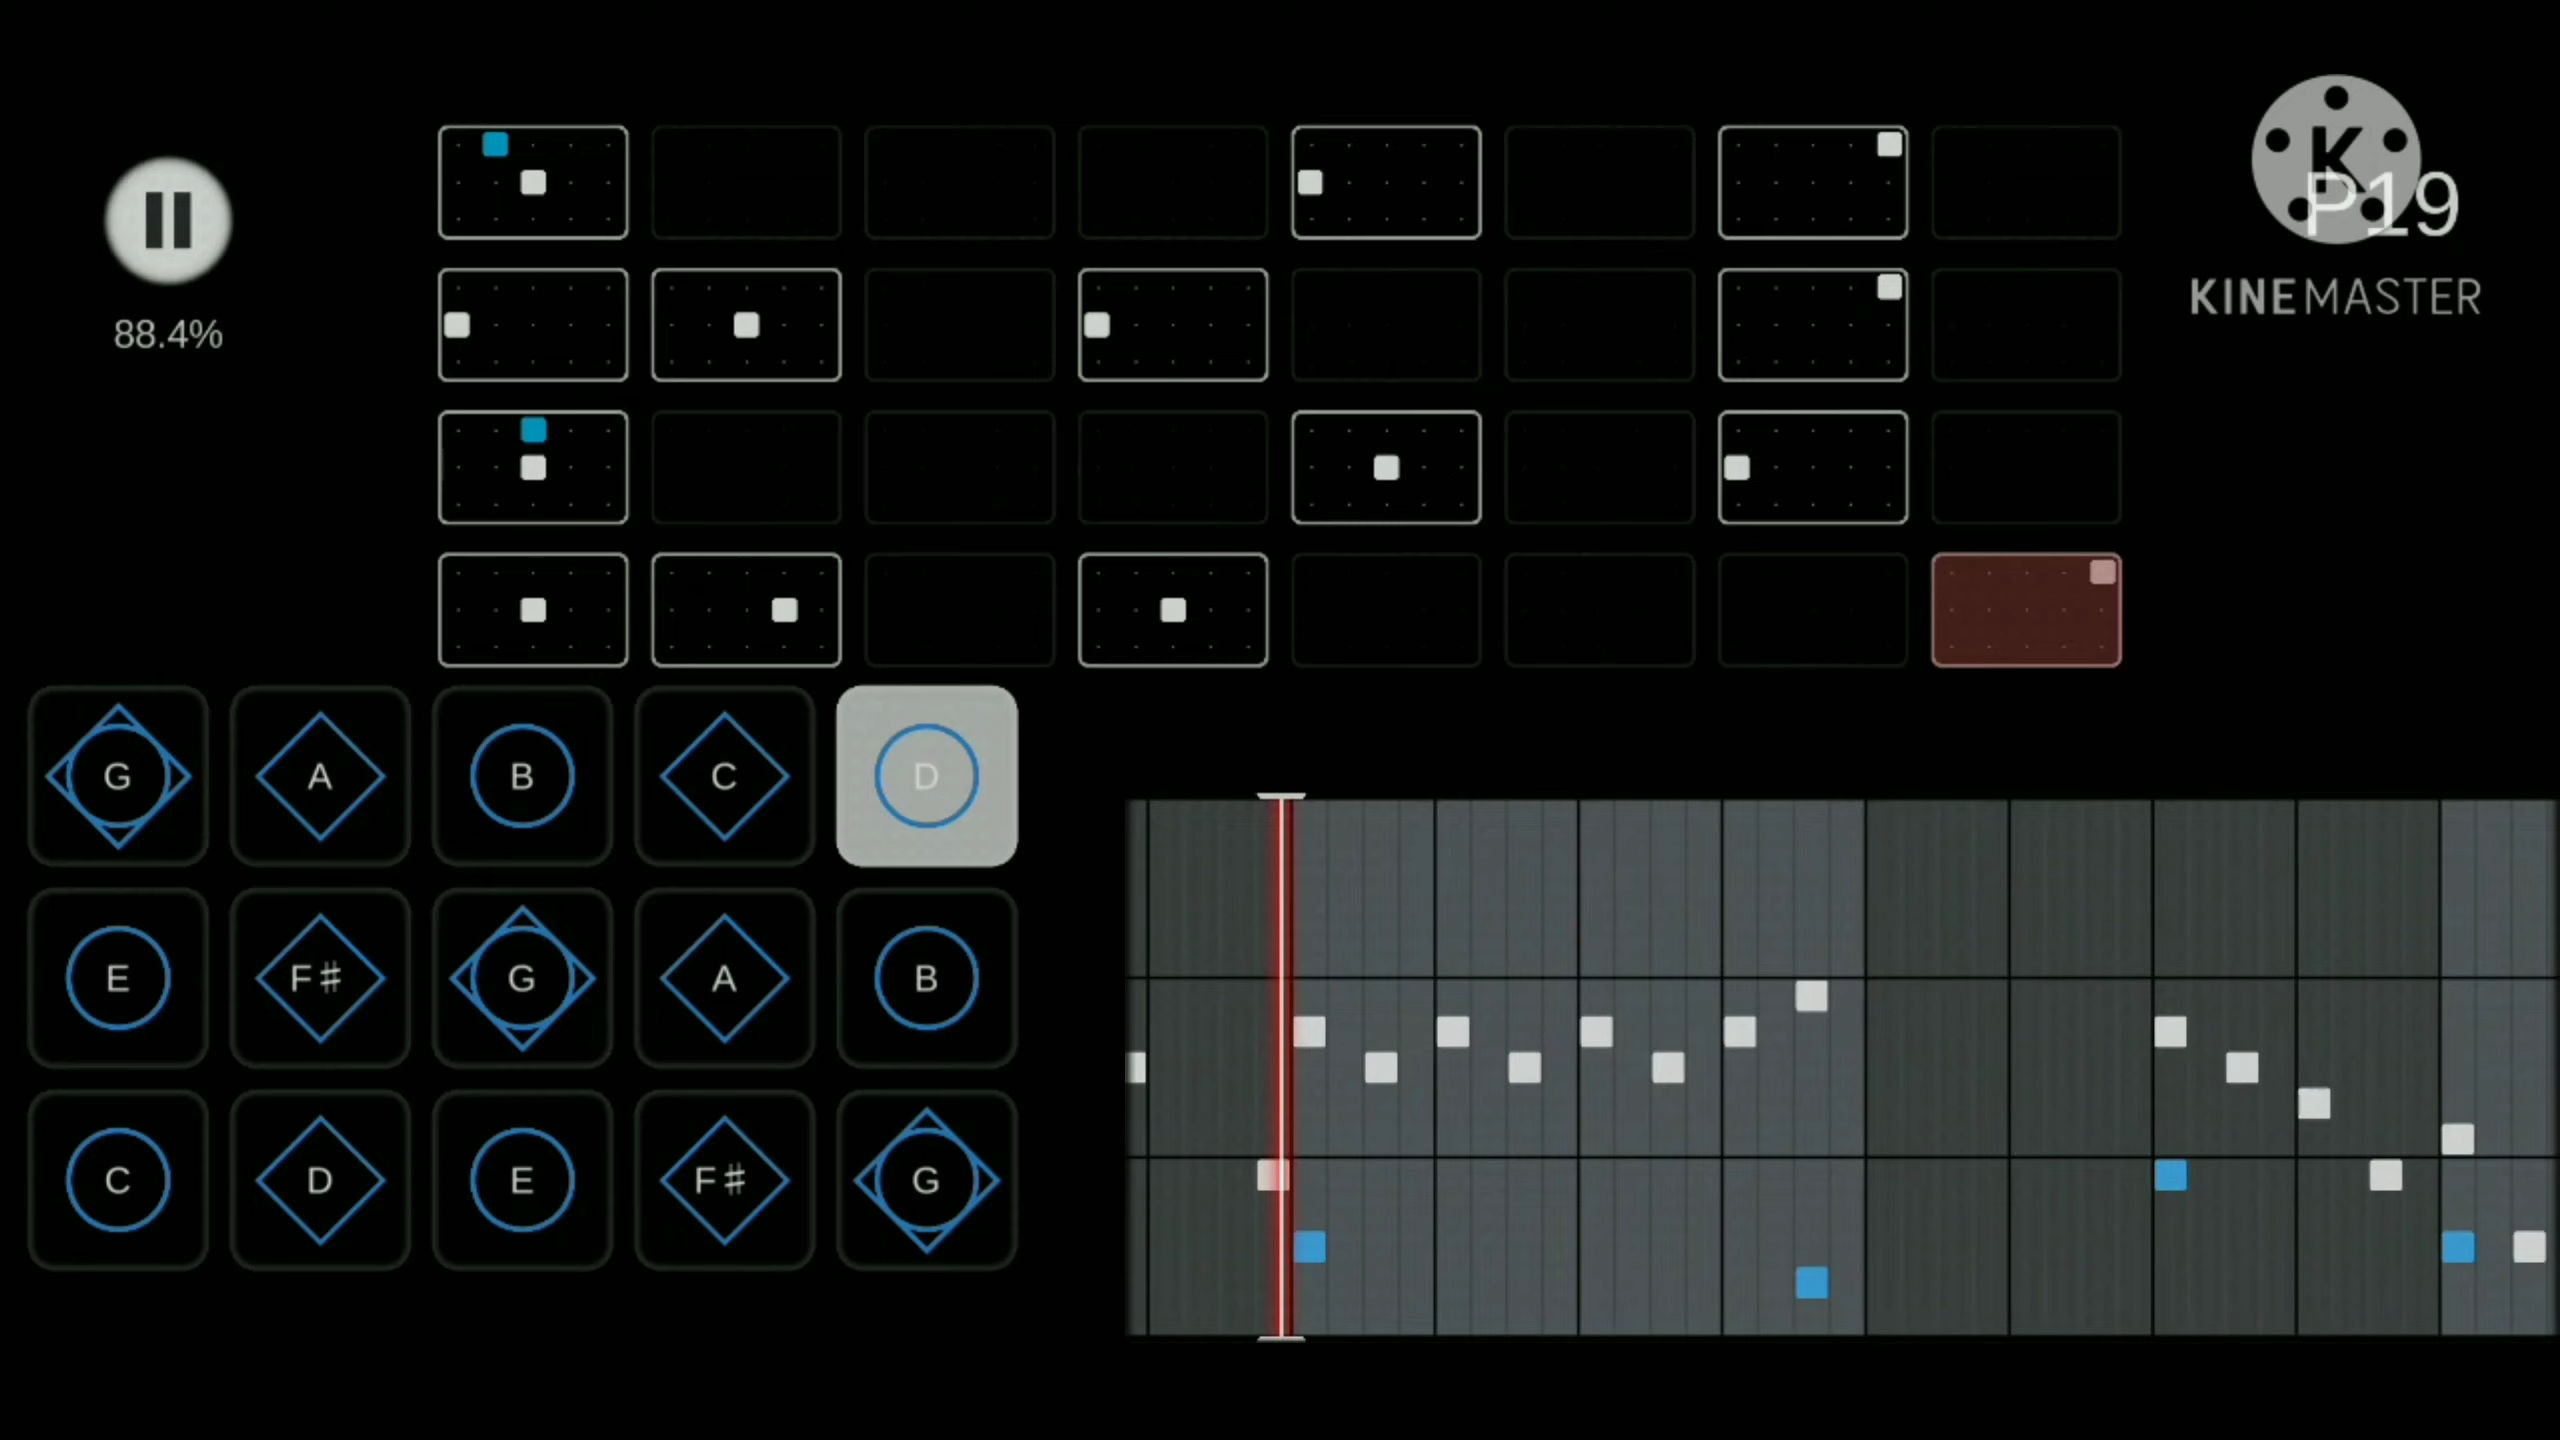 P19
88.4%
KINEMASTER
G A B C D
E F♯ G A B
C D E F♯ G